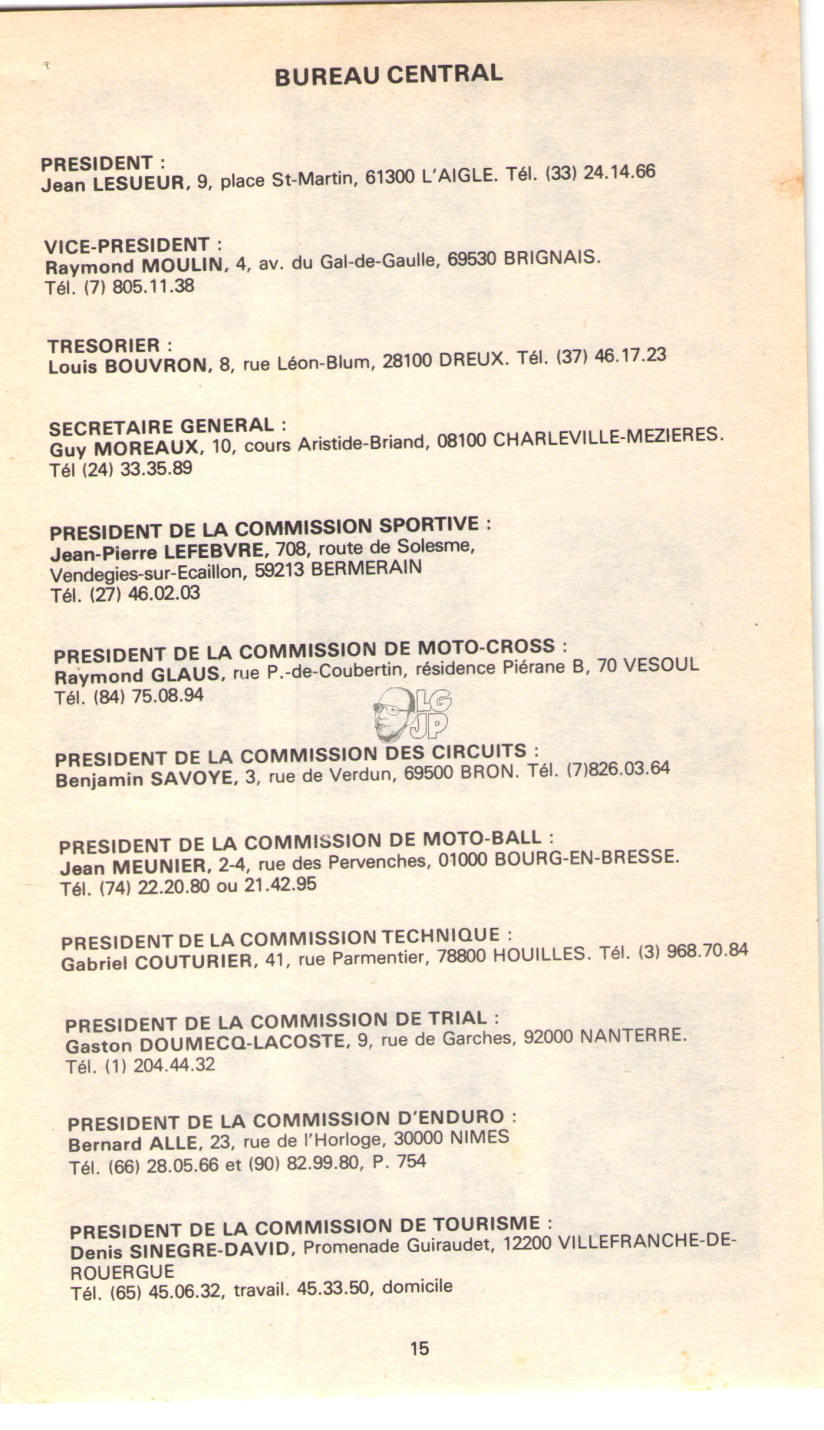 BUREAU CENTRAL
PRESIDENT :
Jean LESUEUR, 9, place St-Martin, 61300 L'AIGLE. Tél. (33) 24.14.66
VICE-PRESIDENT :
Raymond MOULIN, 4, av. du Gal-de-Gaulle, 69530 BRIGNAIS.
Tél. (7) 805.11.38
TRESORIER :
Louis BOUVRON, 8, rue Léon-Blum, 28100 DREUX. Tél. (37) 46.17.23
SECRETAIRE GENERAL :
Guy MOREAUX, 10, cours Aristide-Briand, 08100 CHARLEVILLE-MEZIERES.
Tél (24) 33.35.89
PRESIDENT DE LA COMMISSION SPORTIVE :
Jean-Pierre LEFEBVRE, 708, route de Solesme,
Vendegies-sur-Ecaillon, 59213 BERMERAIN
Tél. (27) 46.02.03
PRESIDENT DE LA COMMISSION DE MOTO-CROSS :
Raymond GLAUS, rue P.-de-Coubertin, résidence Piérane B, 70 VESOUL
Tél. (84) 75.08.94
LG
JP
PRESIDENT DE LA COMMISSION DES CIRCUITS :
Benjamin SAVOYE, 3, rue de Verdun, 69500 BRON. Tél. (7)826.03.64
PRESIDENT DE LA COMMISSION DE MOTO-BALL :
Jean MEUNIER, 2-4, rue des Pervenches, 01000 BOURG-EN-BRESSE.
Tél. (74) 22.20.80 ou 21.42.95
PRESIDENT DE LA COMMISSION TECHNIQUE :
Gabriel COUTURIER, 41, rue Parmentier, 78800 HOUILLES. Tél. (3) 968.70.84
PRESIDENT DE LA COMMISSION DE TRIAL :
Gaston DOUMECQ-LACOSTE, 9, rue de Garches, 92000 NANTERRE.
Tél. (1) 204.44.32
PRESIDENT DE LA COMMISSION D'ENDURO :
Bernard ALLE, 23, rue de l'Horloge, 30000 NIMES
Tél. (66) 28.05.66 et (90) 82.99.80, P. 754
PRESIDENT DE LA COMMISSION DE TOURISME :
Denis SINEGRE-DAVID, Promenade Guiraudet, 12200 VILLEFRANCHE-DE-
ROUERGUE
Tél. (65) 45.06.32, travail. 45.33.50, domicile
15